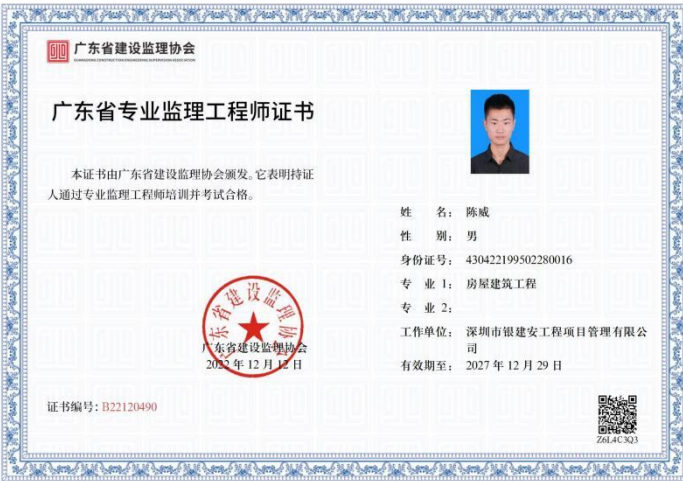 广东省建设监理协会
GUANGDONG CONSTRUCTION ENGINEERING SUPERVISION ASSOCIATION
广东省专业监理工程师证书
本证书由广东省建设监理协会颁发。它表明持证
人通过专业监理工程师培训并考试合格。
广东省建设监理协会
广东省建设监理协会
2022 年 12 月 12 日
证书编号：B22120490
姓 名： 陈威
性 别： 男
身份证号： 430422199502280016
专 业 1： 房屋建筑工程
专 业 2：
工作单位： 深圳市银建安工程项目管理有限公
司
有效期至： 2027 年 12 月 29 日
Z6L4C3Q3